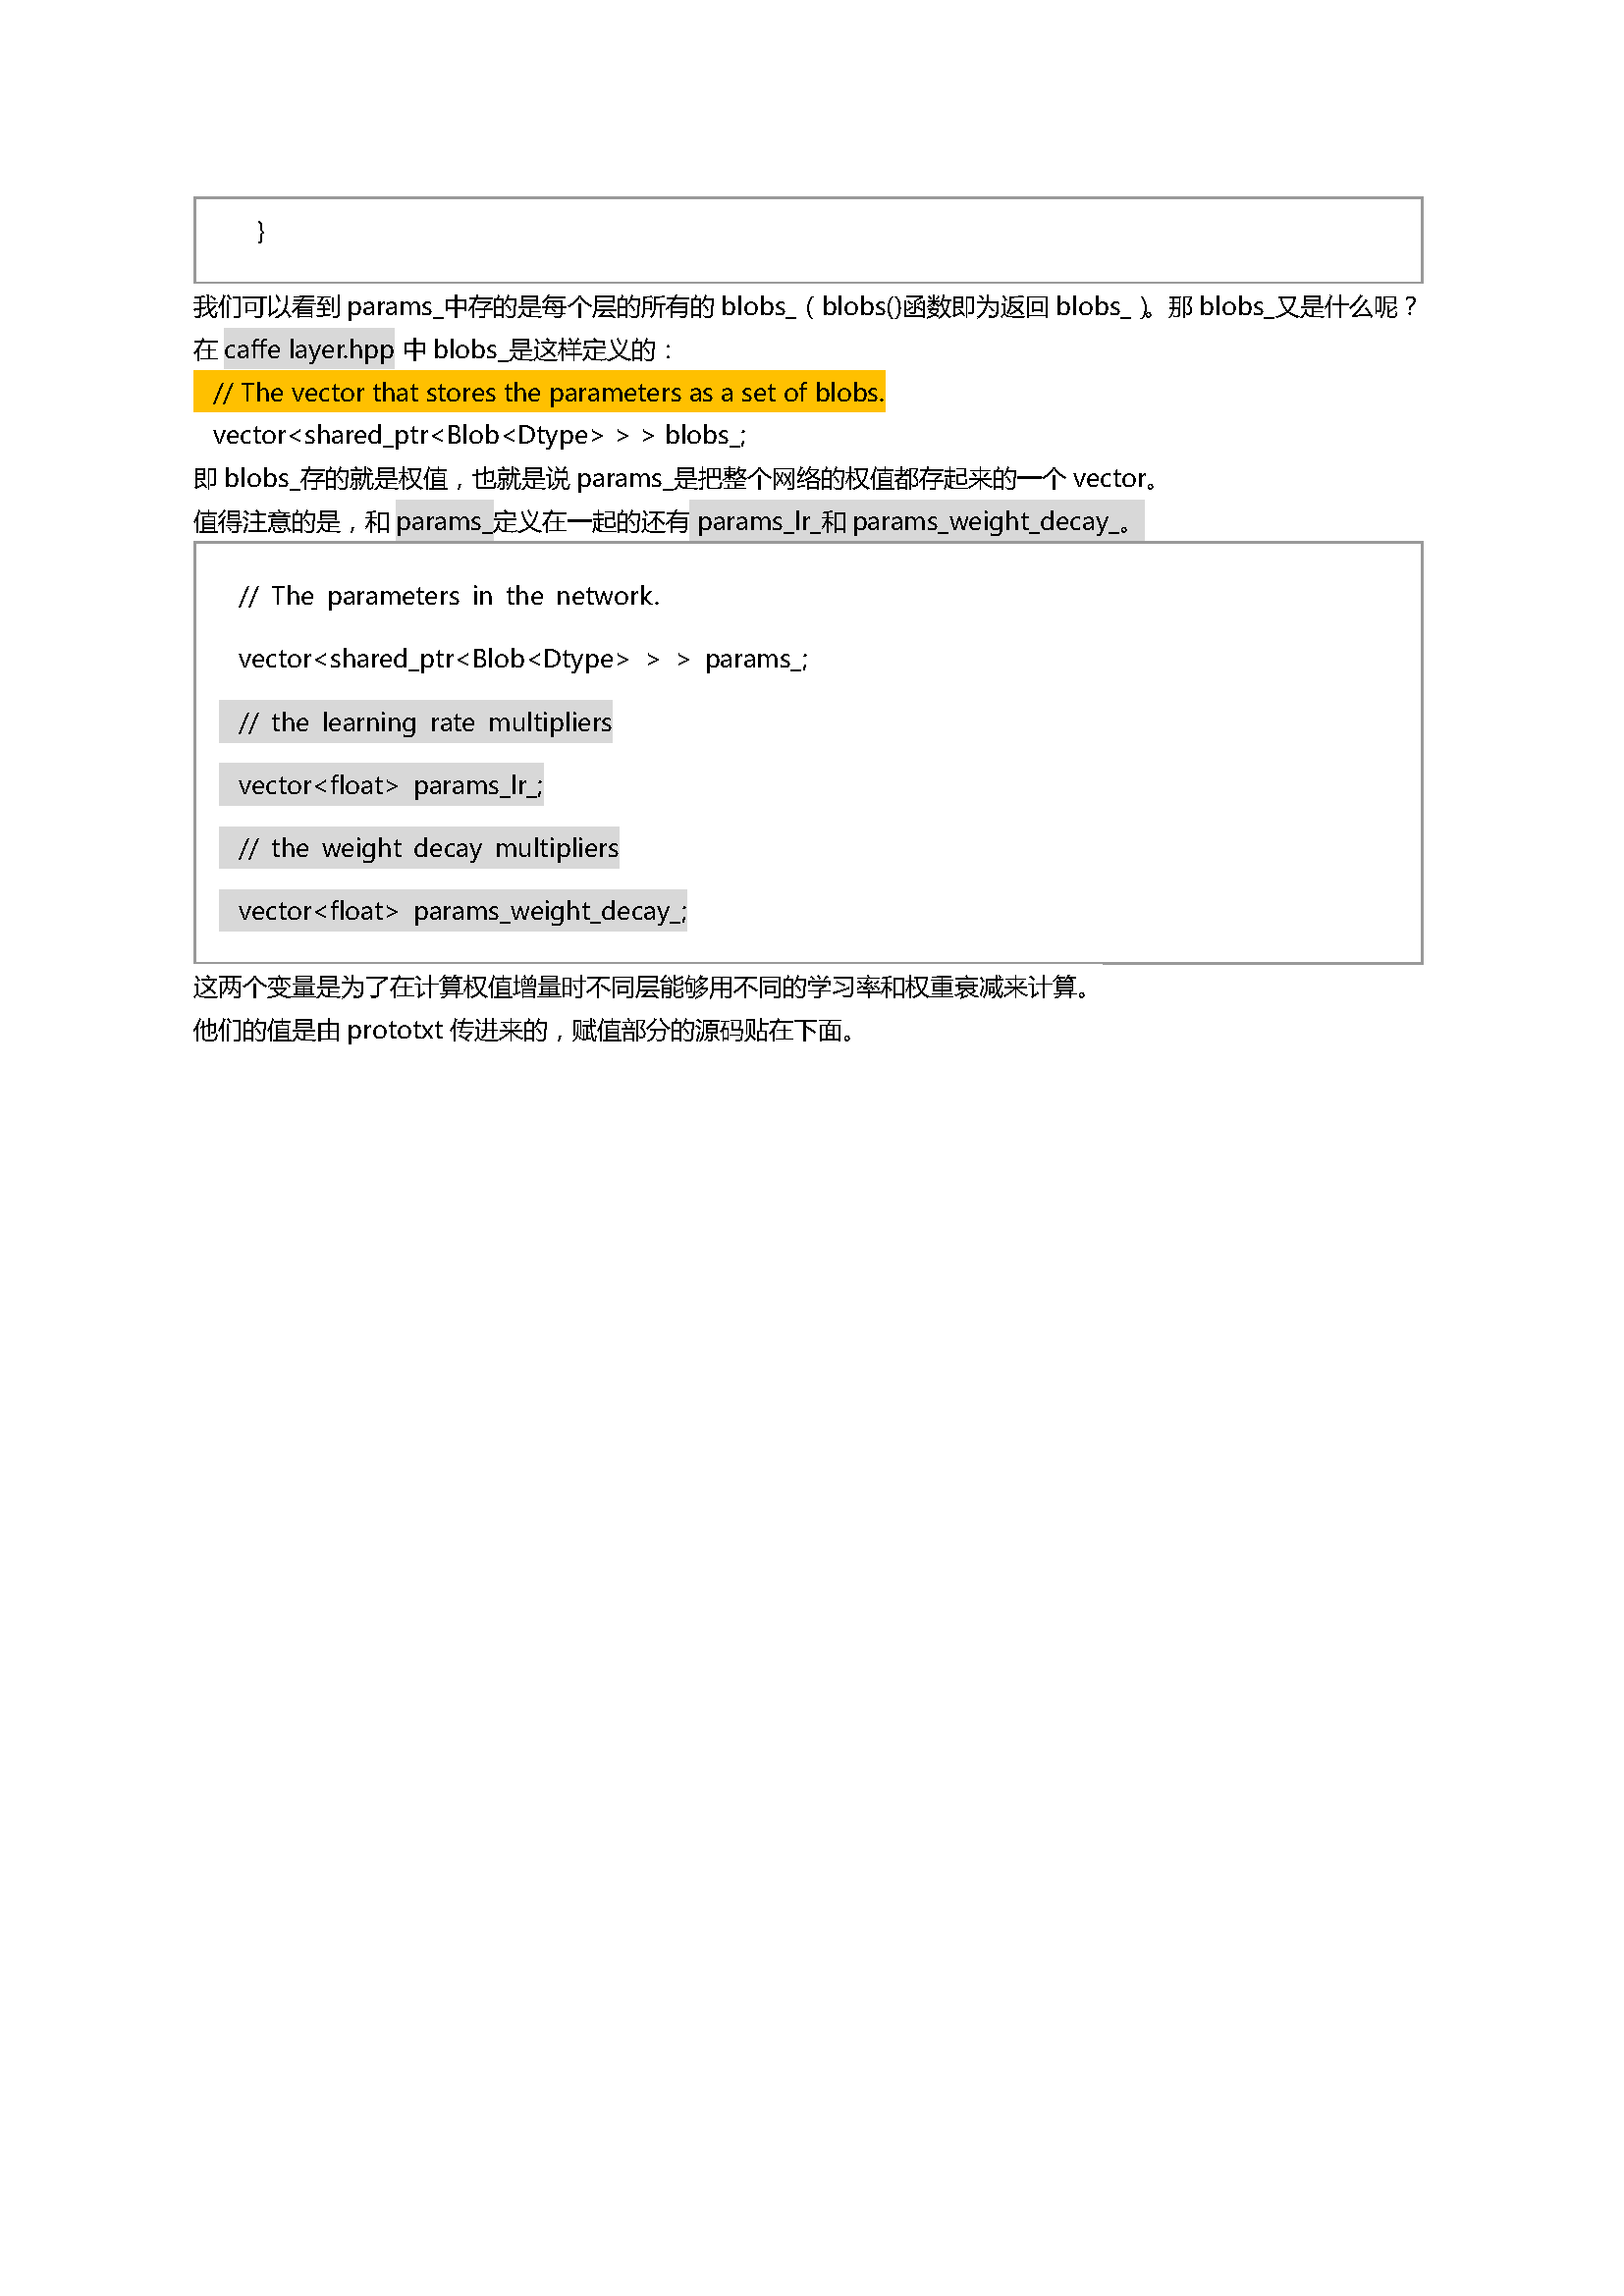 }
我们可以看到 params_中存的是每个层的所有的 blobs_（blobs()函数即为返回 blobs_）。那 blobs_又是什么呢？
在 caffe layer.hpp 中 blobs_是这样定义的：
// The vector that stores the parameters as a set of blobs.
vector<shared_ptr<Blob<Dtype> > > blobs_;
即 blobs_存的就是权值，也就是说 params_是把整个网络的权值都存起来的一个 vector。
值得注意的是，和 params_定义在一起的还有 params_lr_和 params_weight_decay_。
// The parameters in the network.
vector<shared_ptr<Blob<Dtype> > > params_;
// the learning rate multipliers
vector<float> params_lr_;
// the weight decay multipliers
vector<float> params_weight_decay_;
这两个变量是为了在计算权值增量时不同层能够用不同的学习率和权重衰减来计算。
他们的值是由 prototxt 传进来的，赋值部分的源码贴在下面。